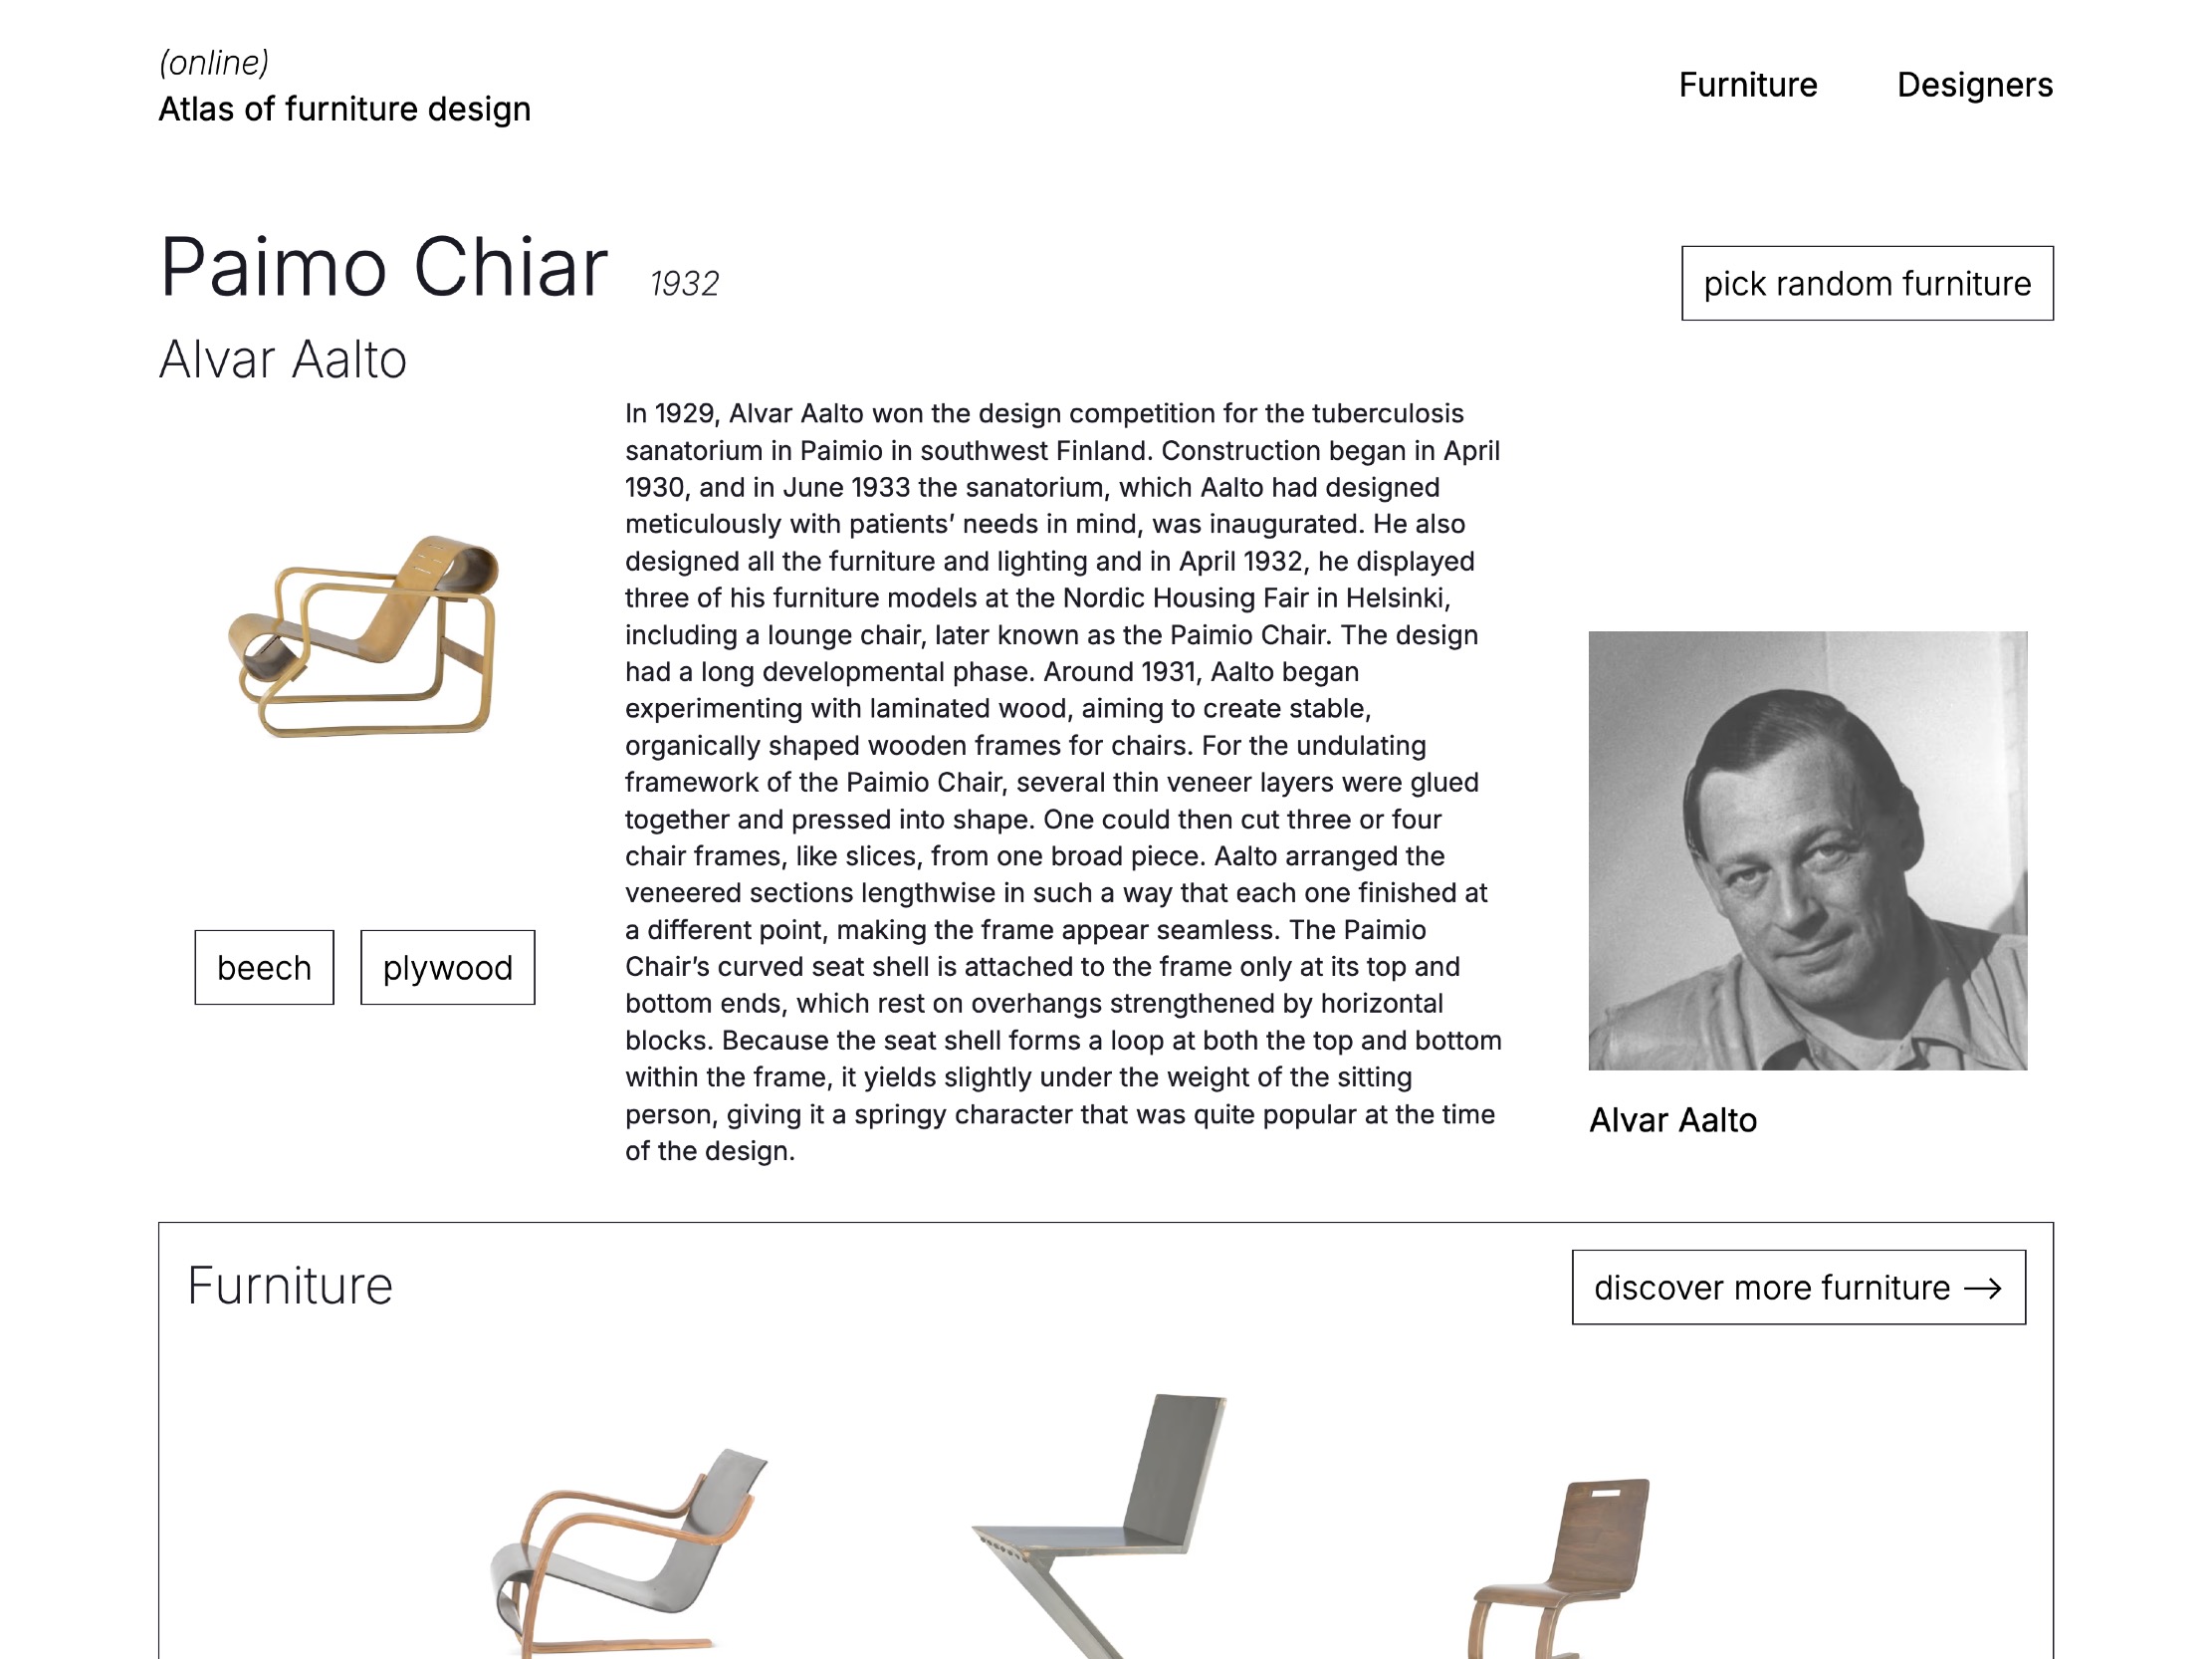 (online)
Atlas of furniture design
Furniture
Designers
Paimo Chiar 1932
pick random furniture
Alvar Aalto
In 1929, Alvar Aalto won the design competition for the tuberculosis
sanatorium in Paimio in southwest Finland. Construction began in April
1930, and in June 1933 the sanatorium, which Aalto had designed
meticulously with patients’ needs in mind, was inaugurated. He also
designed all the furniture and lighting and in April 1932, he displayed
three of his furniture models at the Nordic Housing Fair in Helsinki,
including a lounge chair, later known as the Paimio Chair. The design
had a long developmental phase. Around 1931, Aalto began
experimenting with laminated wood, aiming to create stable,
organically shaped wooden frames for chairs. For the undulating
framework of the Paimio Chair, several thin veneer layers were glued
together and pressed into shape. One could then cut three or four
chair frames, like slices, from one broad piece. Aalto arranged the
veneered sections lengthwise in such a way that each one finished at
a different point, making the frame appear seamless. The Paimio
Chair’s curved seat shell is attached to the frame only at its top and
bottom ends, which rest on overhangs strengthened by horizontal
blocks. Because the seat shell forms a loop at both the top and bottom
within the frame, it yields slightly under the weight of the sitting
person, giving it a springy character that was quite popular at the time
of the design.
beech
plywood
Alvar Aalto
Furniture
discover more furniture →